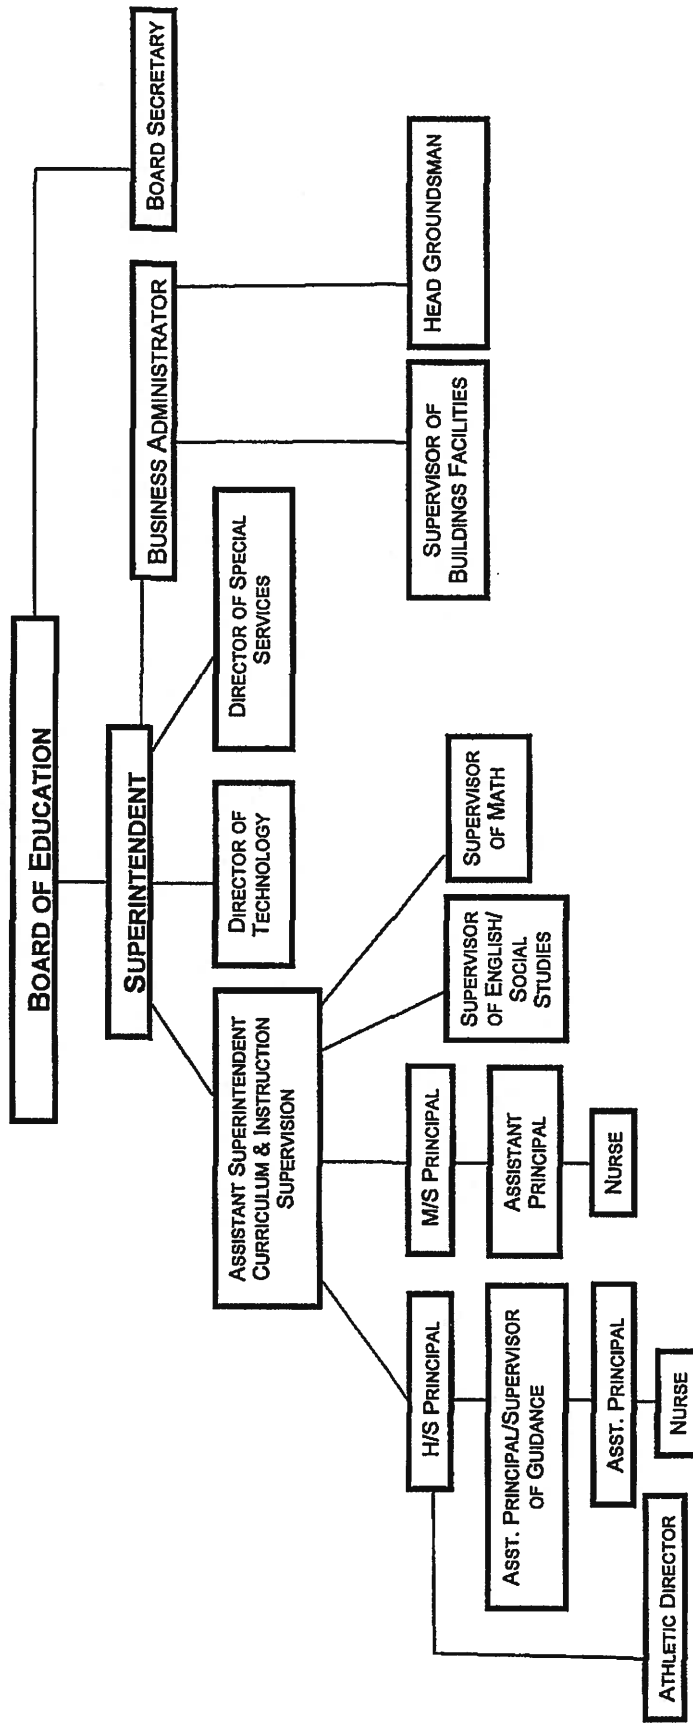 BOARD OF EDUCATION
SUPERINTENDENT
BUSINESS ADMINISTRATOR
BOARD SECRETARY
ASSISTANT SUPERINTENDENT
CURRICULUM & INSTRUCTION
SUPERVISION
DIRECTOR OF
TECHNOLOGY
DIRECTOR OF SPECIAL
SERVICES
H/S PRINCIPAL
M/S PRINCIPAL
SUPERVISOR
OF ENGLISH/
SOCIAL
STUDIES
SUPERVISOR
OF MATH
SUPERVISOR OF
BUILDINGS FACILITIES
HEAD GROUNDSMAN
ASST. PRINCIPAL/SUPERVISOR
OF GUIDANCE
ASSISTANT
PRINCIPAL
ASST. PRINCIPAL
NURSE
ATHLETIC DIRECTOR
NURSE